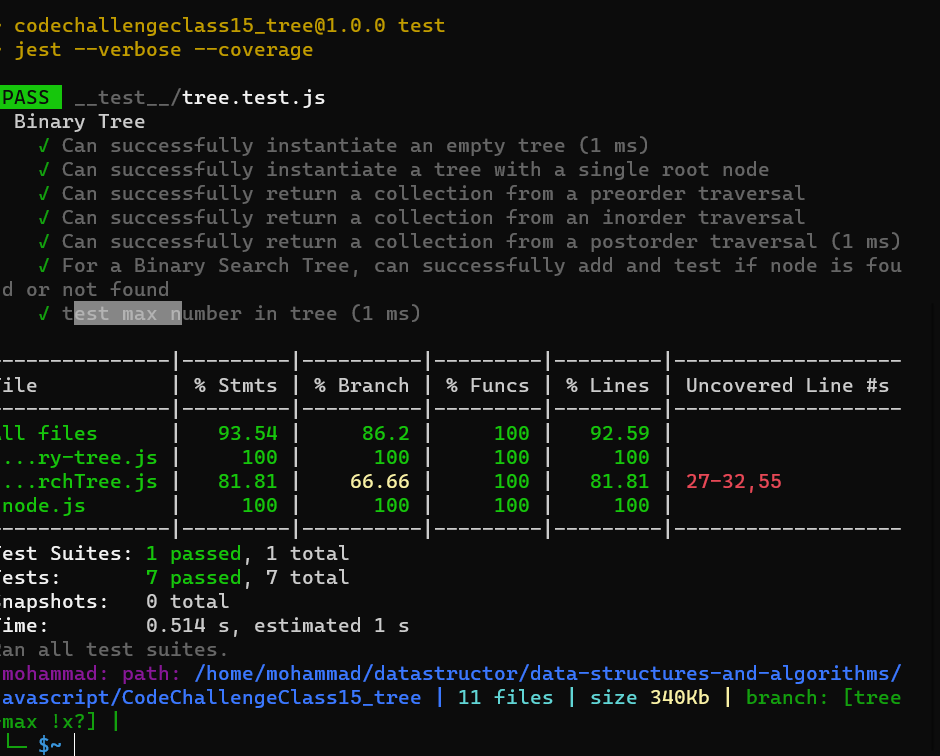 codechallengeclass15_tree@1.0.0 test
jest --verbose --coverage
PASS __test__/tree.test.js
Binary Tree
√ Can successfully instantiate an empty tree (1 ms)
√ Can successfully instantiate a tree with a single root node
√ Can successfully return a collection from a preorder traversal
√ Can successfully return a collection from an inorder traversal
√ Can successfully return a collection from a postorder traversal (1 ms)
√ For a Binary Search Tree, can successfully add and test if node is fou
d or not found
√ test max number in tree (1 ms)
---------------|---------|----------|---------|---------|-------------------
ile | % Stmts | % Branch | % Funcs | % Lines | Uncovered Line #s
---------------|---------|----------|---------|---------|-------------------
ll files | 93.54 | 86.2 | 100 | 92.59 |
...ry-tree.js | 100 | 100 | 100 | 100 |
...rchTree.js | 81.81 | 66.66 | 100 | 81.81 | 27-32,55
node.js | 100 | 100 | 100 | 100 |
---------------|---------|----------|---------|---------|-------------------
est Suites: 1 passed, 1 total
ests: 7 passed, 7 total
napshots: 0 total
ime: 0.514 s, estimated 1 s
an all test suites.
mohammad: path: /home/mohammad/datastructor/data-structures-and-algorithms/
avascript/CodeChallengeClass15_tree | 11 files | size 340kb | branch: [tree
max !x?] |
└─ $~